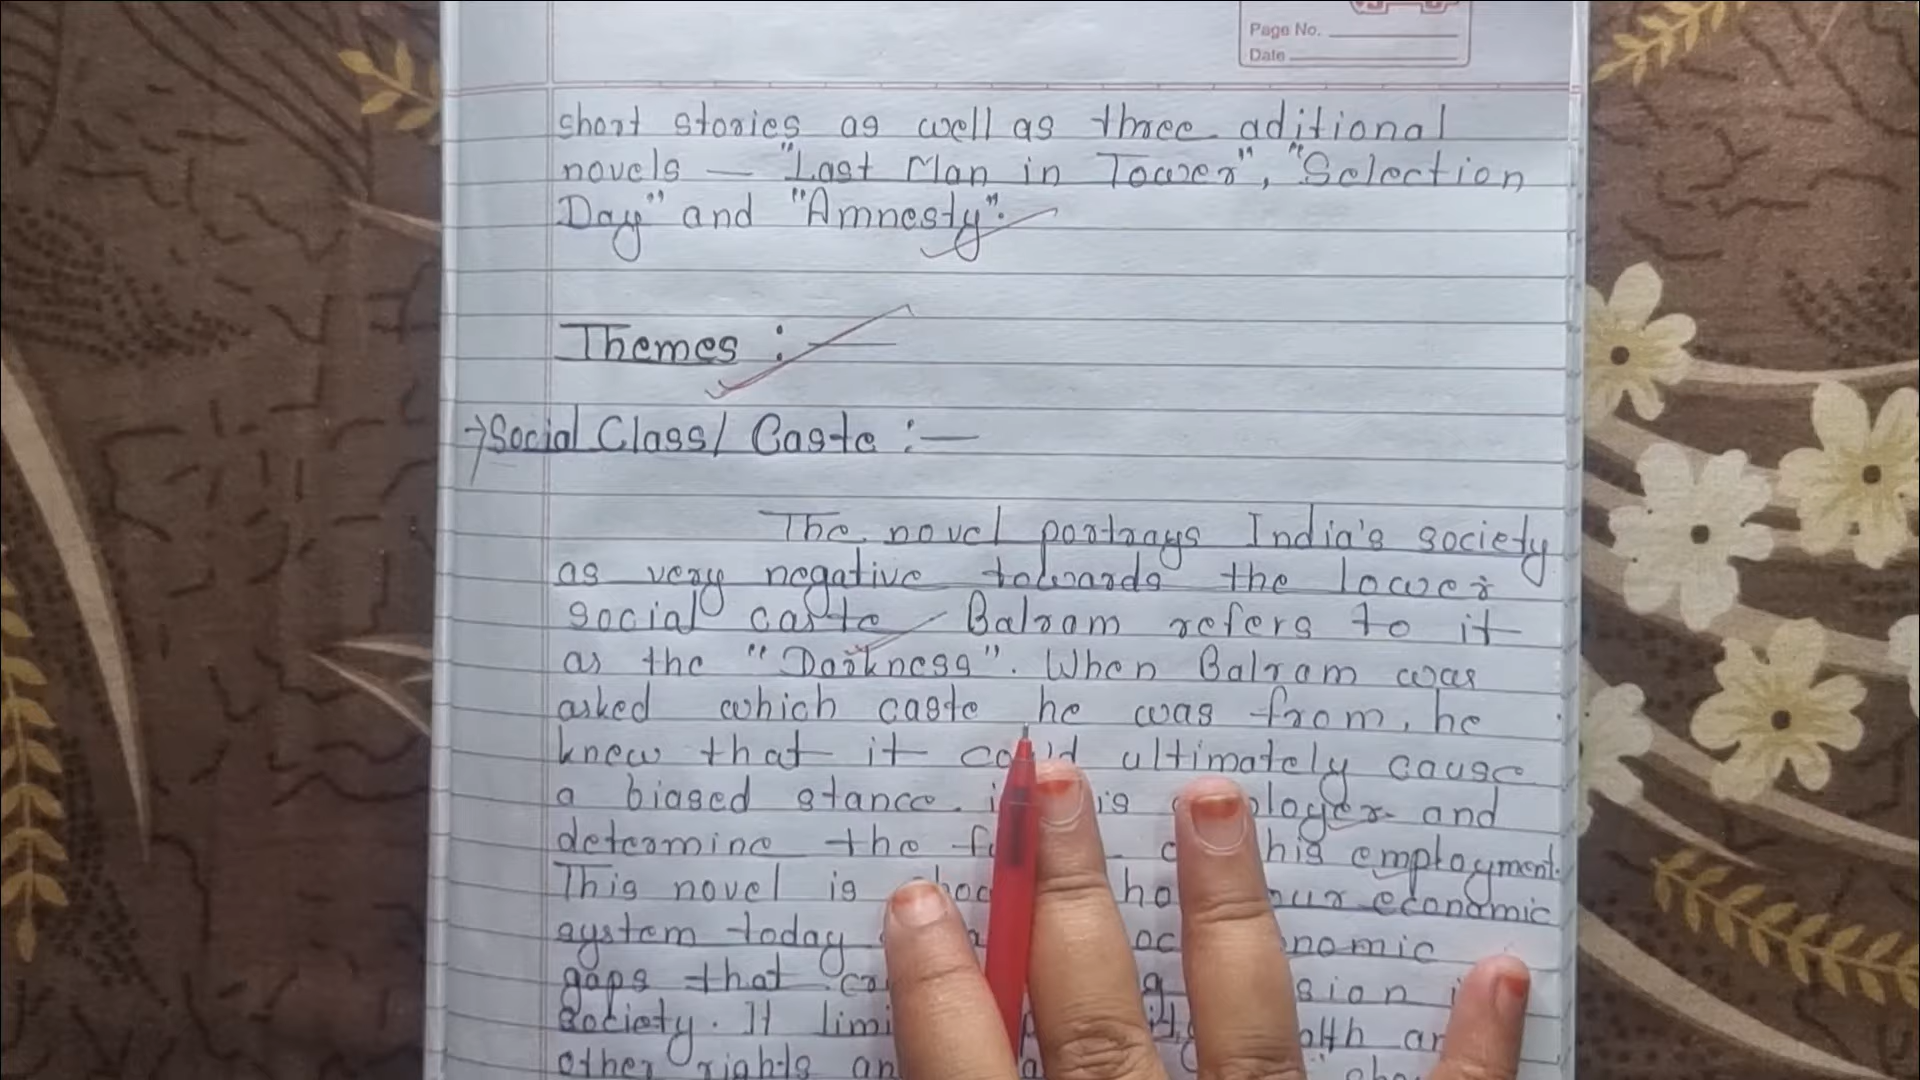 Page No.
Date
short stories as well as three aditional
novels — "Last Man in Tower", "Selection
Day" and "Amnesty".
Themes :—
→Social Class/ Caste :—
The novel portrays India's society
as very negative towards the lower
social caste Balram refers to it
as the "Darkness". When Balram was
asked which caste he was from, he
knew that it could ultimately cause
a biased stance and
determine the his employment.
This novel is economic
system today
gaps that
society. It
other rights